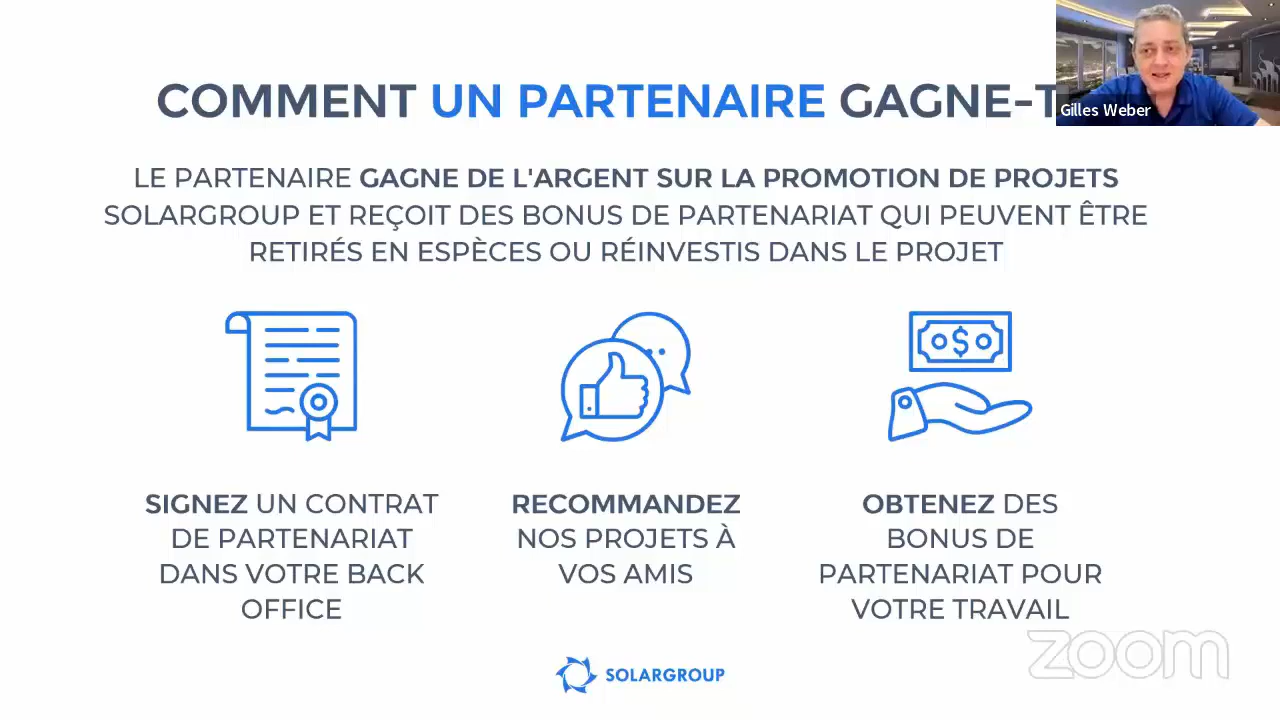 COMMENT UN PARTENAIRE GAGNE-T
Gilles Weber
LE PARTENAIRE GAGNE DE L'ARGENT SUR LA PROMOTION DE PROJETS
SOLARGROUP ET REÇOIT DES BONUS DE PARTENARIAT QUI PEUVENT ÊTRE
RETIRÉS EN ESPÈCES OU RÉINVESTIS DANS LE PROJET
SIGNEZ UN CONTRAT
DE PARTENARIAT
DANS VOTRE BACK
OFFICE
RECOMMANDEZ
NOS PROJETS À
VOS AMIS
OBTENEZ DES
BONUS DE
PARTENARIAT POUR
VOTRE TRAVAIL
zoom
SOLARGROUP